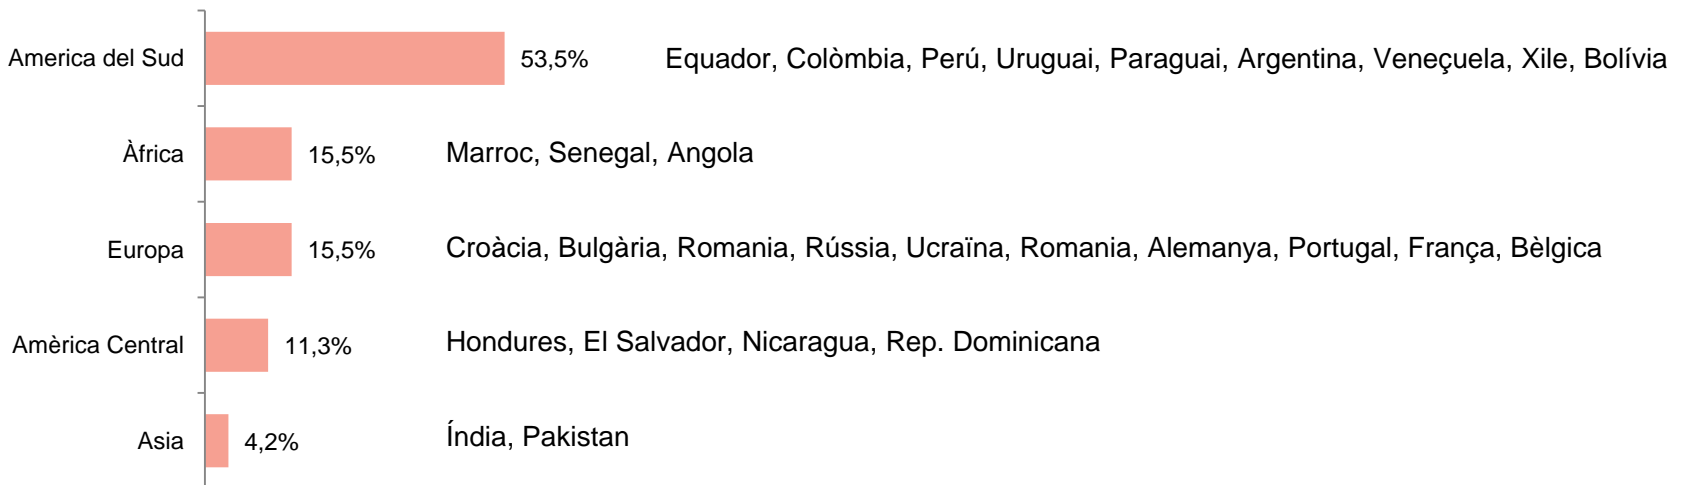 America del Sud 53,5% Equador, Colòmbia, Perú, Uruguai, Paraguai, Argentina, Veneçuela, Xile, Bolívia
Àfrica 15,5% Marroc, Senegal, Angola
Europa 15,5% Croàcia, Bulgària, Romania, Rússia, Ucraïna, Romania, Alemanya, Portugal, França, Bèlgica
Amèrica Central 11,3% Hondures, El Salvador, Nicaragua, Rep. Dominicana
Asia 4,2% Índia, Pakistan